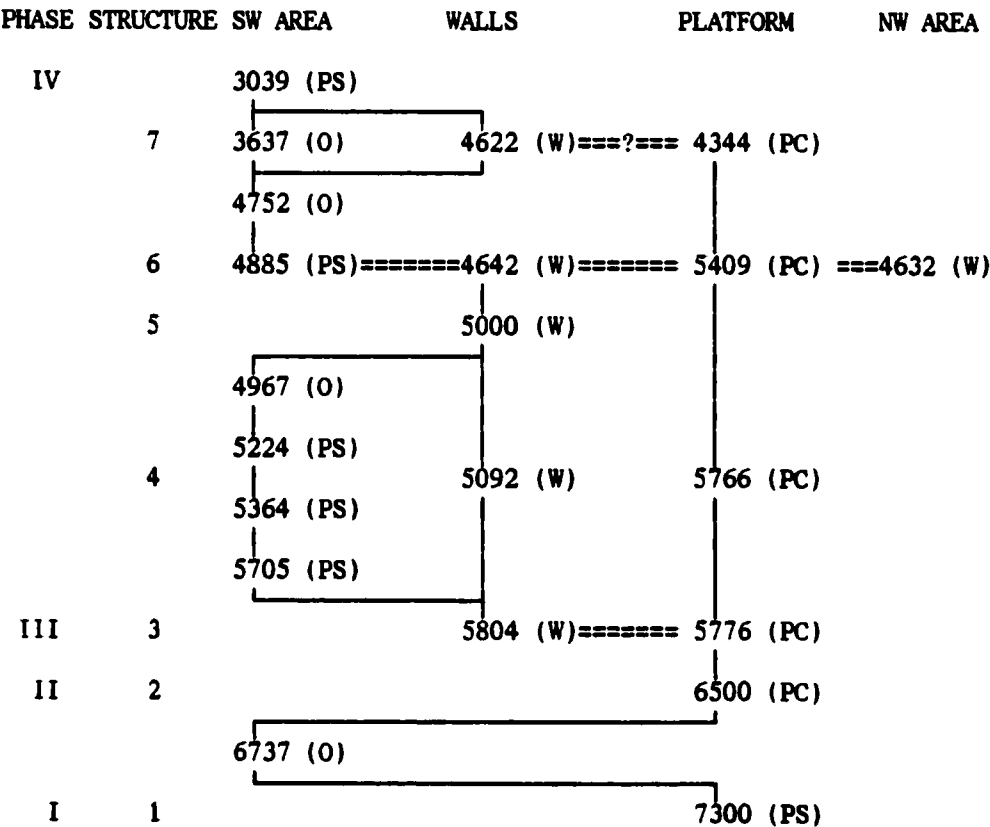 PHASE STRUCTURE SW AREA WALLS PLATFORM NW AREA
IV 3039 (PS)
7 3637 (O) 4622 (W)===?=== 4344 (PC)
4752 (O)
6 4885 (PS)=======4642 (W)======= 5409 (PC) ===4632 (W)
5 5000 (W)
4967 (O)
5224 (PS)
4 5092 (W) 5766 (PC)
5364 (PS)
5705 (PS)
III 3 5804 (W)======= 5776 (PC)
II 2 6500 (PC)
6737 (O)
I 1 7300 (PS)